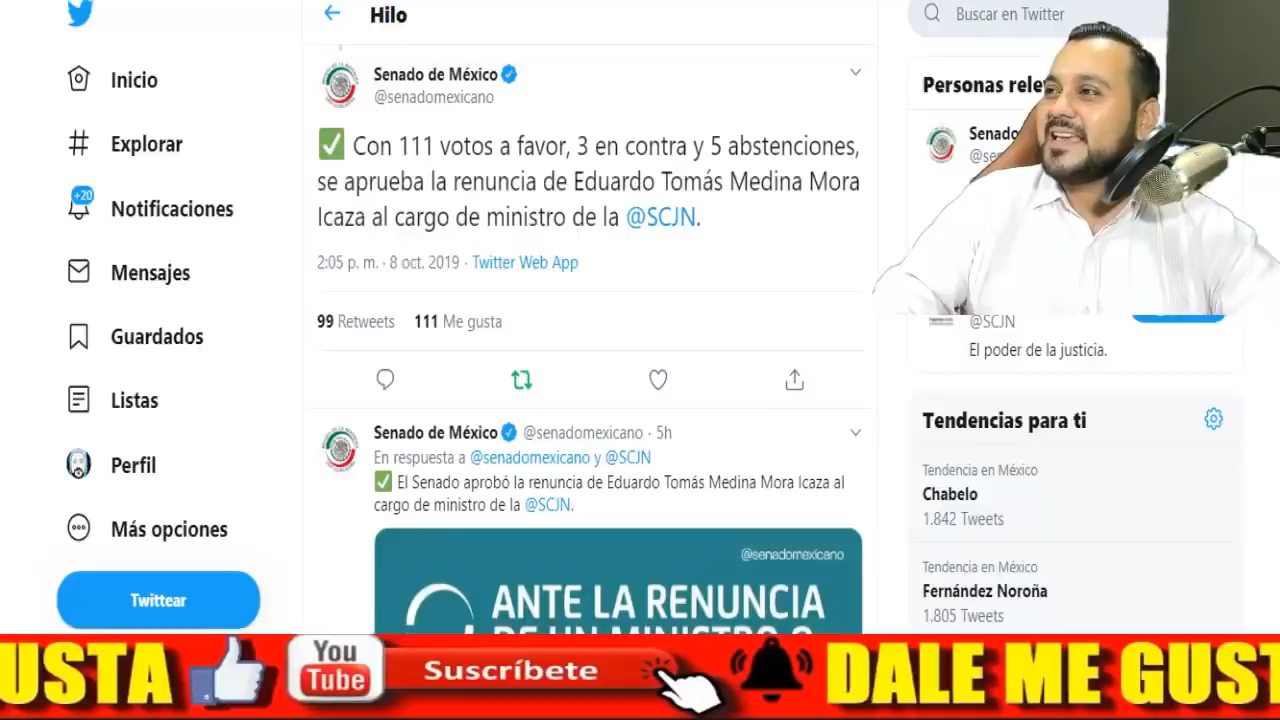 Hilo
Buscar en Twitter
Inicio
Explorar
+20
Notificaciones
Mensajes
Guardados
Listas
Perfil
Más opciones
Twittear
Senado de México
@senadomexicano
✅ Con 111 votos a favor, 3 en contra y 5 abstenciones,
se aprueba la renuncia de Eduardo Tomás Medina Mora
Icaza al cargo de ministro de la @SCJN.
2:05 p. m. · 8 oct. 2019 · Twitter Web App
99 Retweets 111 Me gusta
Senado de México @senadomexicano · 5h
En respuesta a @senadomexicano y @SCJN
✅ El Senado aprobó la renuncia de Eduardo Tomás Medina Mora Icaza al
cargo de ministro de la @SCJN.
@senadomexicano
ANTE LA RENUNCIA
DE UN MINISTRO O
Personas rele
Senado
@se
@SCJN
El poder de la justicia.
Tendencias para ti
Tendencia en México
Chabelo
1.842 Tweets
Tendencia en México
Fernández Noroña
1.805 Tweets
USTA
You
Tube
Suscríbete
DALE ME GUST